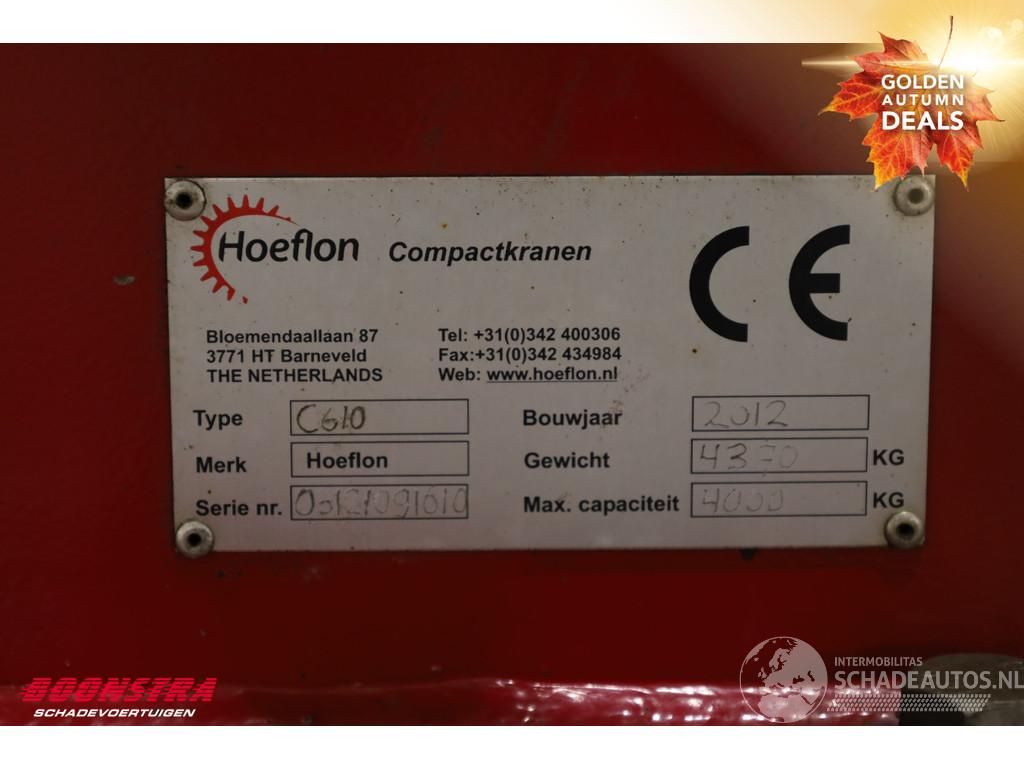 GOLDEN
AUTUMN
DEALS
Hoeflon Compactkranen
CE
Bloemendaallaan 87
3771 HT Barneveld
THE NETHERLANDS
Tel: +31(0)342 400306
Fax:+31(0)342 434984
Web: www.hoeflon.nl
Type C610
Merk Hoeflon
Serie nr.
Bouwjaar 2012
Gewicht 4370 KG
Max. capaciteit 4000 KG
BOONSTRA
SCHADEVOERTUIGEN
INTERMOBILITAS
SCHADEAUTOS.NL